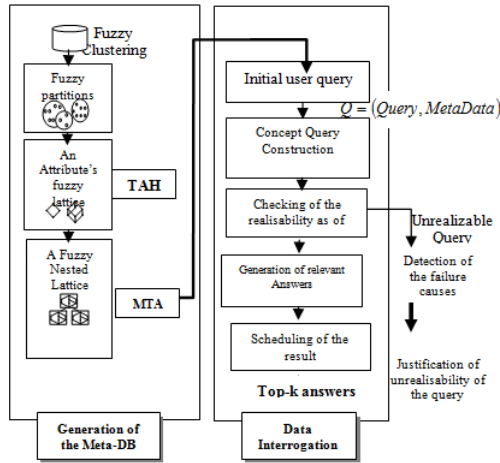 Fuzzy
Clustering
Fuzzy
partitions
An
Attribute's
fuzzy
lattice
TAH
A Fuzzy
Nested
Lattice
MTA
Generation of
the Meta-DB
Initial user query
Q = (Query, MetaData)
Concept Query
Construction
Checking of the
realisability as of
Generation of relevant
Answers
Scheduling of the
result
Top-k answers
Data
Interrogation
Unrealizable
Query
Detection of
the failure
causes
Justification of
unrealisability of
the query